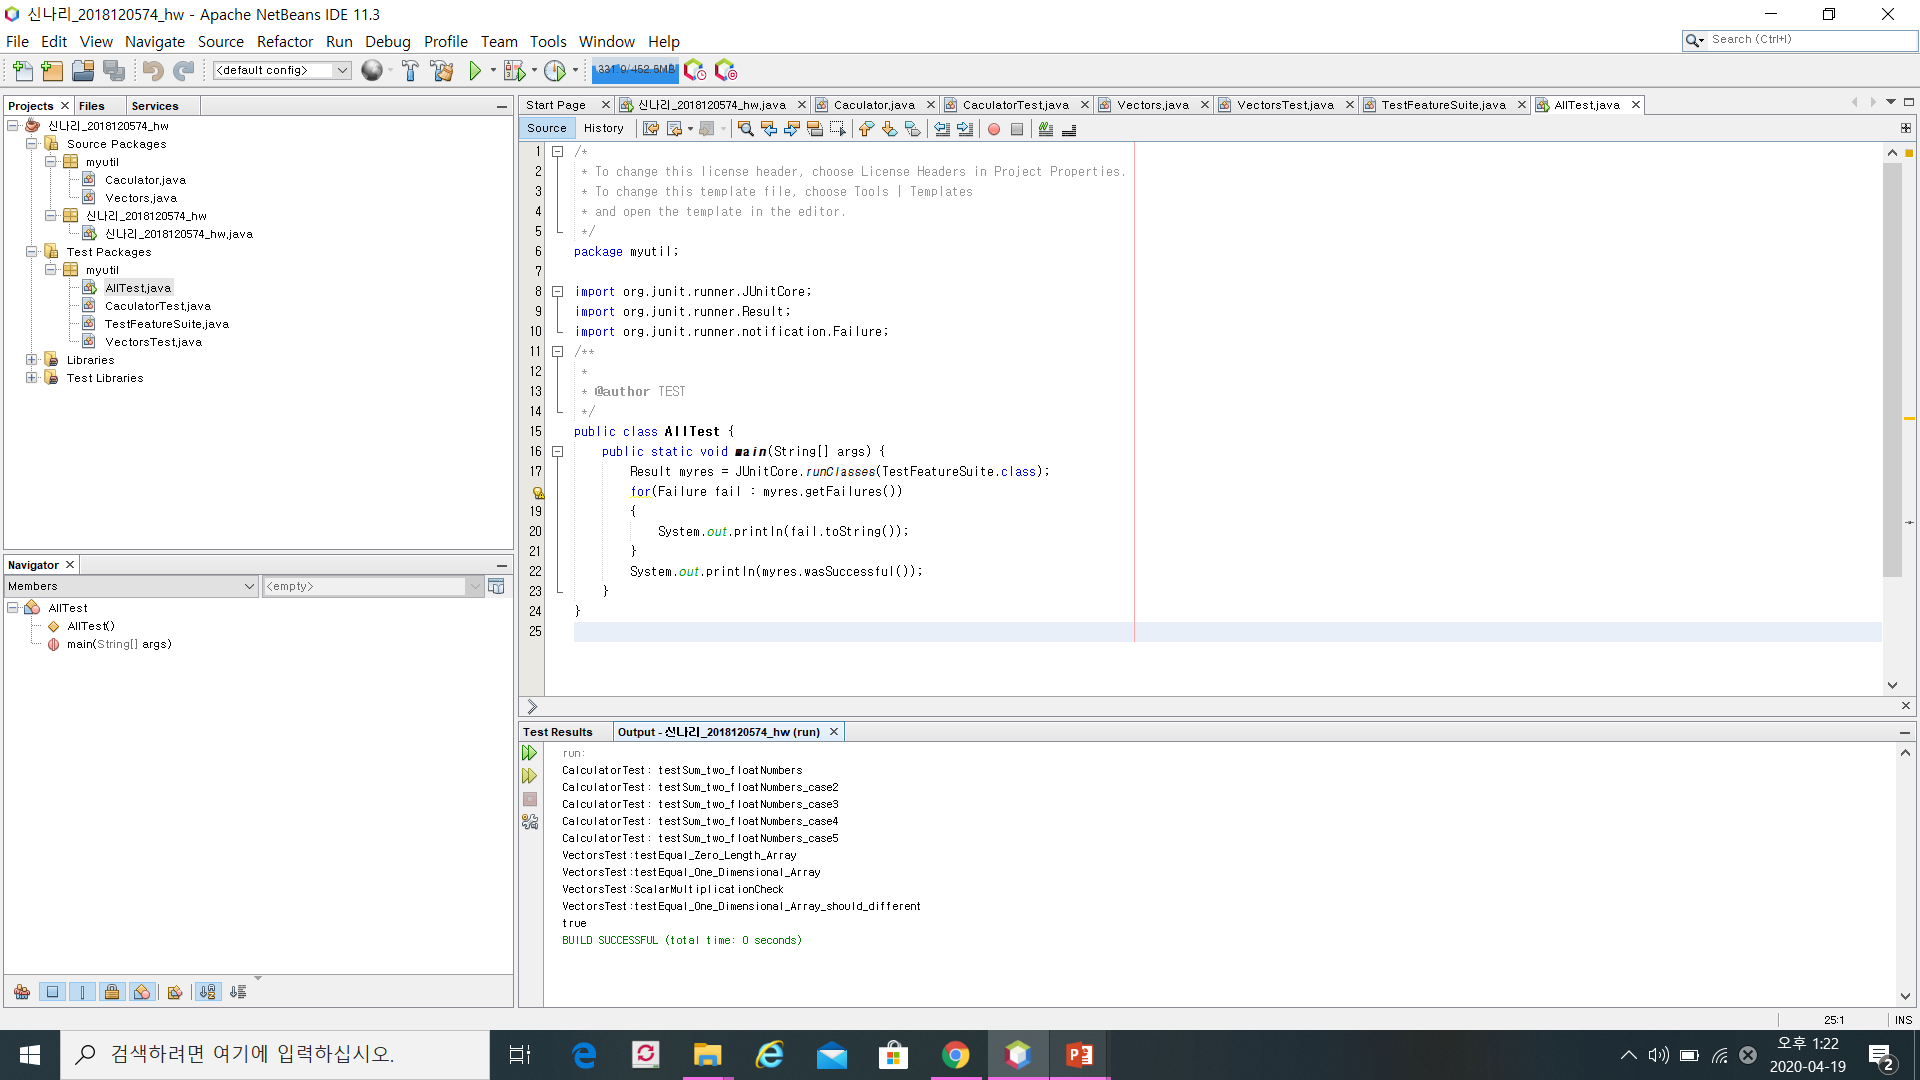 신나리_2018120574_hw - Apache NetBeans IDE 11.3
File Edit View Navigate Source Refactor Run Debug Profile Team Tools Window Help
Search (Ctrl+I)
<default config>
331.9/452.5MB
Projects Files Services
신나리_2018120574_hw
Source Packages
myutil
Caculator.java
Vectors.java
신나리_2018120574_hw
신나리_2018120574_hw.java
Test Packages
myutil
AllTest.java
CaculatorTest.java
TestFeatureSuite.java
VectorsTest.java
Libraries
Test Libraries
Navigator
Members <empty>
AllTest
AllTest()
main(String[] args)
Start Page 신나리_2018120574_hw.java Caculator.java CaculatorTest.java Vectors.java VectorsTest.java TestFeatureSuite.java AllTest.java
Source History
1 /*
2 * To change this license header, choose License Headers in Project Properties.
3 * To change this template file, choose Tools | Templates
4 * and open the template in the editor.
5 */
6 package myutil;
7
8 import org.junit.runner.JUnitCore;
9 import org.junit.runner.Result;
10 import org.junit.runner.notification.Failure;
11 /**
12 *
13 * @author TEST
14 */
15 public class AllTest {
16 public static void main(String[] args) {
17 Result myres = JUnitCore.runClasses(TestFeatureSuite.class);
for(Failure fail : myres.getFailures())
19 {
20 System.out.println(fail.toString());
21 }
22 System.out.println(myres.wasSuccessful());
23 }
24 }
25
Test Results Output - 신나리_2018120574_hw (run)
run:
CalculatorTest: testSum_two_floatNumbers
CalculatorTest: testSum_two_floatNumbers_case2
CalculatorTest: testSum_two_floatNumbers_case3
CalculatorTest: testSum_two_floatNumbers_case4
CalculatorTest: testSum_two_floatNumbers_case5
VectorsTest:testEqual_Zero_Length_Array
VectorsTest:testEqual_One_Dimensional_Array
VectorsTest:ScalarMultiplicationCheck
VectorsTest:testEqual_One_Dimensional_Array_should_different
true
BUILD SUCCESSFUL (total time: 0 seconds)
25:1 INS
검색하려면 여기에 입력하십시오.
오후 1:22
2020-04-19
2